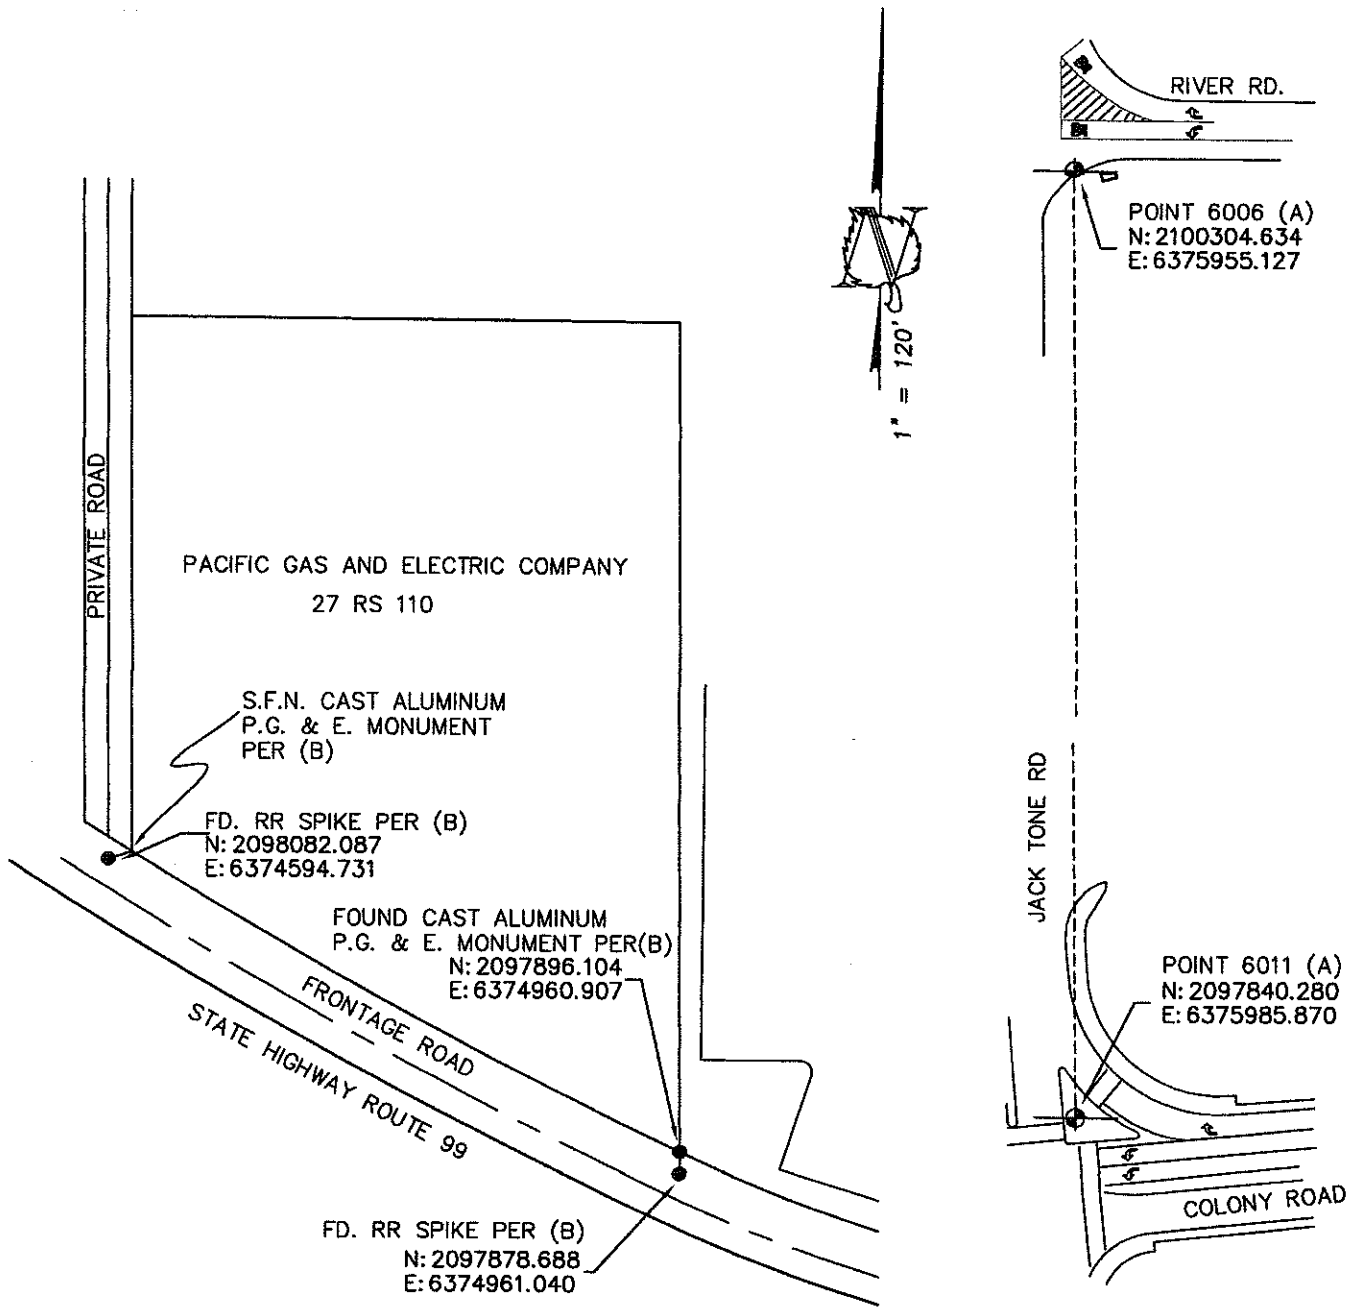 RIVER RD.
POINT 6006 (A)
N: 2100304.634
E: 6375955.127
N
1" = 120'
PRIVATE ROAD
PACIFIC GAS AND ELECTRIC COMPANY
27 RS 110
S.F.N. CAST ALUMINUM
P.G. & E. MONUMENT
PER (B)
FD. RR SPIKE PER (B)
N: 2098082.087
E: 6374594.731
FOUND CAST ALUMINUM
P.G. & E. MONUMENT PER(B)
N: 2097896.104
E: 6374960.907
FRONTAGE ROAD
STATE HIGHWAY ROUTE 99
FD. RR SPIKE PER (B)
N: 2097878.688
E: 6374961.040
JACK TONE RD
POINT 6011 (A)
N: 2097840.280
E: 6375985.870
COLONY ROAD